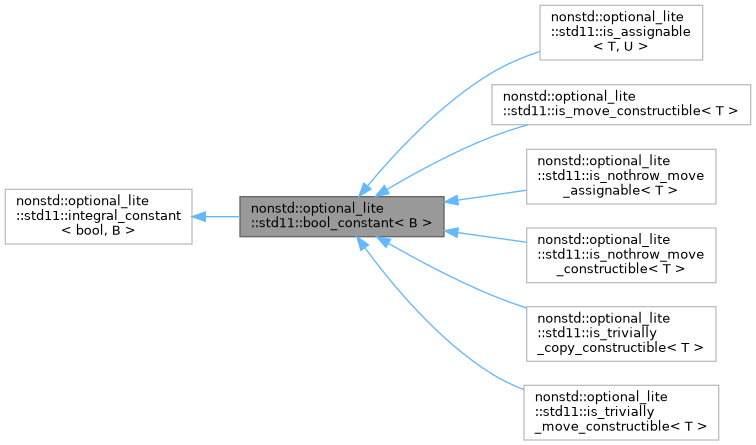 nonstd::optional_lite
::std11::is_assignable
< T, U >
nonstd::optional_lite
::std11::is_move_constructible< T >
nonstd::optional_lite
::std11::is_nothrow_move
_assignable< T >
nonstd::optional_lite
::std11::integral_constant
< bool, B >
nonstd::optional_lite
::std11::bool_constant< B >
nonstd::optional_lite
::std11::is_nothrow_move
_constructible< T >
nonstd::optional_lite
::std11::is_trivially
_copy_constructible< T >
nonstd::optional_lite
::std11::is_trivially
_move_constructible< T >